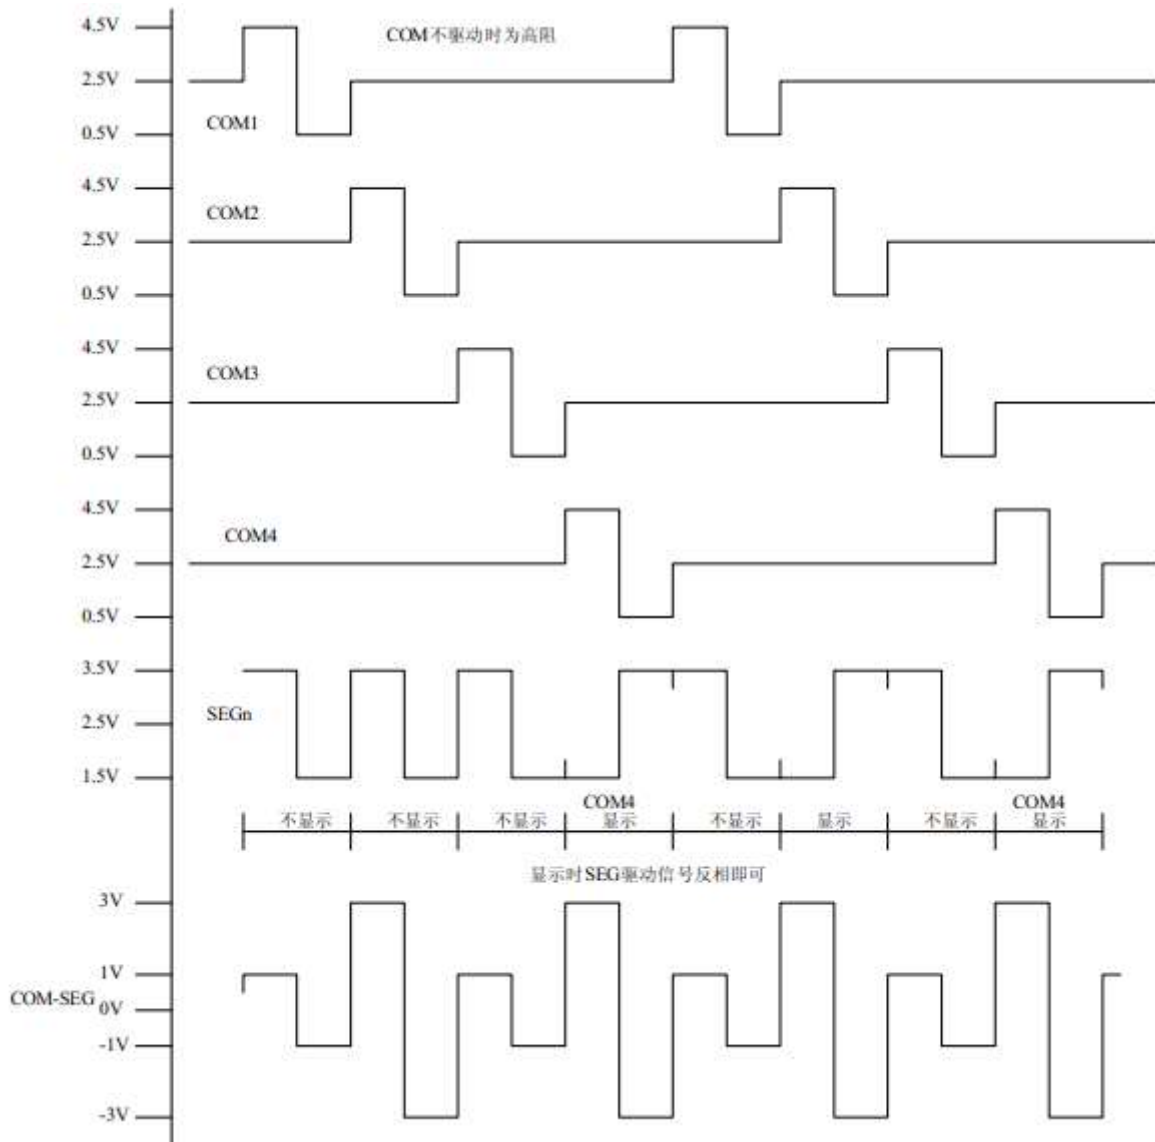 4.5V
COM不驱动时为高阻
2.5V
COM1
0.5V
4.5V
COM2
2.5V
0.5V
4.5V
COM3
2.5V
0.5V
4.5V
COM4
2.5V
0.5V
3.5V
SEGn
2.5V
1.5V
COM4 COM4
不显示 不显示 不显示 显示 不显示 显示 不显示 显示
显示时SEG驱动信号反相即可
3V
1V
COM-SEG 0V
-1V
-3V